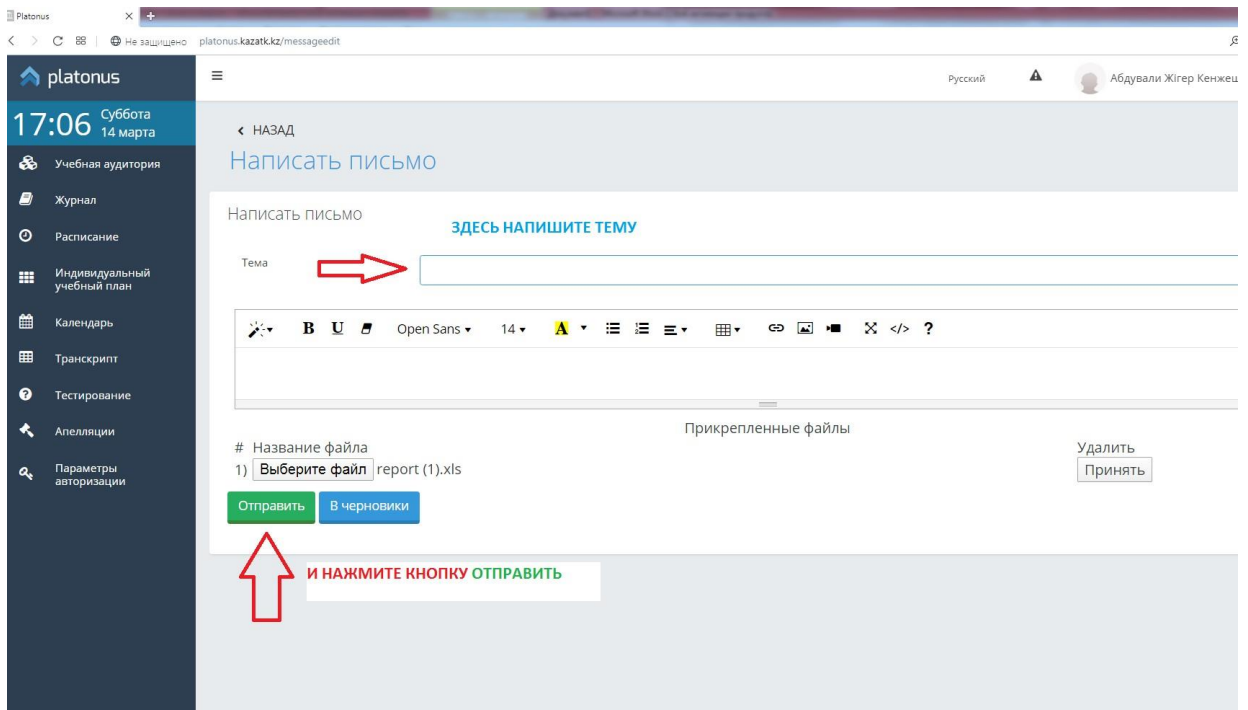 Platonus
Не защищено platonus.kazatk.kz/messageedit
platonus
Русский
Абдували Жігер Кенжеш
17:06 Суббота
14 марта
НАЗАД
Написать письмо
Учебная аудитория
Журнал
Расписание
Индивидуальный
учебный план
Календарь
Транскрипт
Тестирование
Апелляции
Параметры
авторизации
Написать письмо
ЗДЕСЬ НАПИШИТЕ ТЕМУ
Тема
B U Open Sans 14 A </> ?
Прикрепленные файлы
# Название файла Удалить
1) Выберите файл report (1).xls Принять
Отправить В черновики
И НАЖМИТЕ КНОПКУ ОТПРАВИТЬ